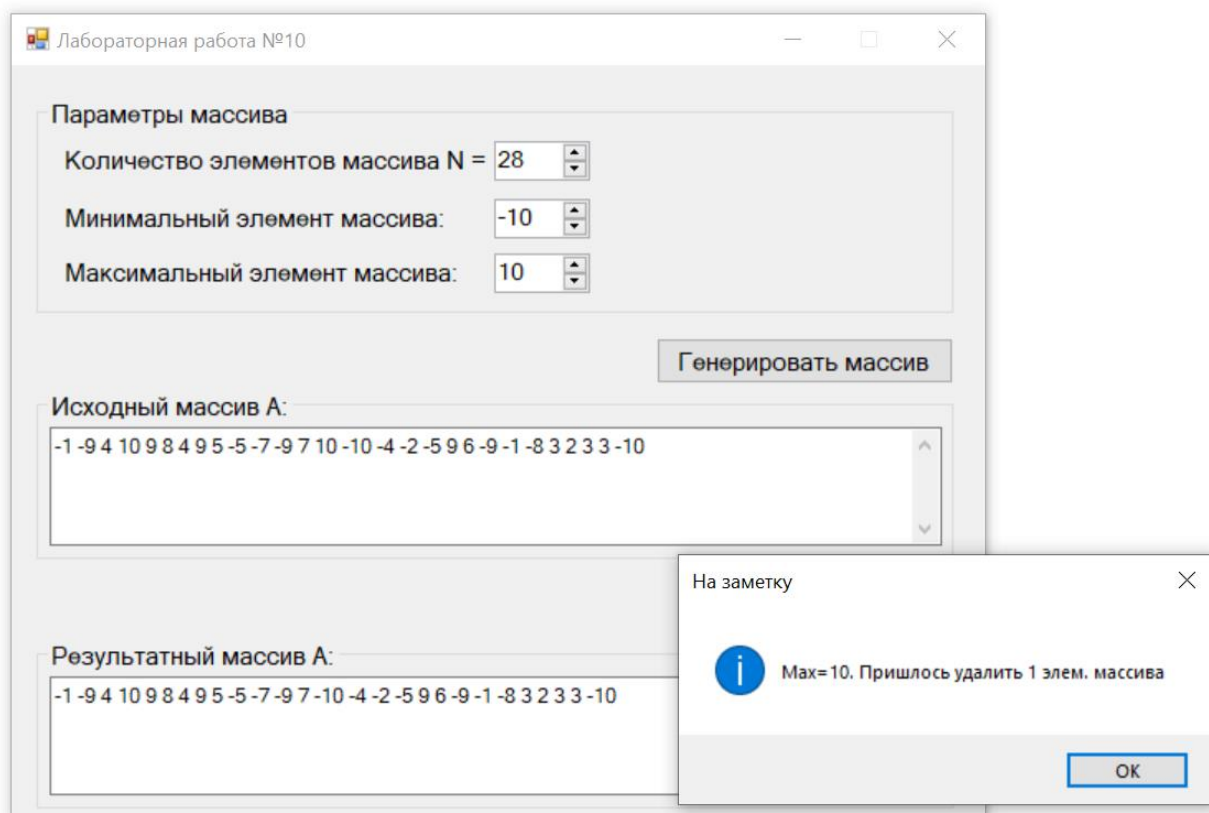 Лабораторная работа №10
Параметры массива
Количество элементов массива N = 28
Минимальный элемент массива: -10
Максимальный элемент массива: 10
Генерировать массив
Исходный массив А:
-1 -9 4 10 9 8 4 9 5 -5 -7 -9 7 10 -10 -4 -2 -5 9 6 -9 -1 -8 3 2 3 3 -10
Результатный массив А:
-1 -9 4 10 9 8 4 9 5 -5 -7 -9 7 -10 -4 -2 -5 9 6 -9 -1 -8 3 2 3 3 -10
На заметку
Max=10. Пришлось удалить 1 элем. массива
ОК